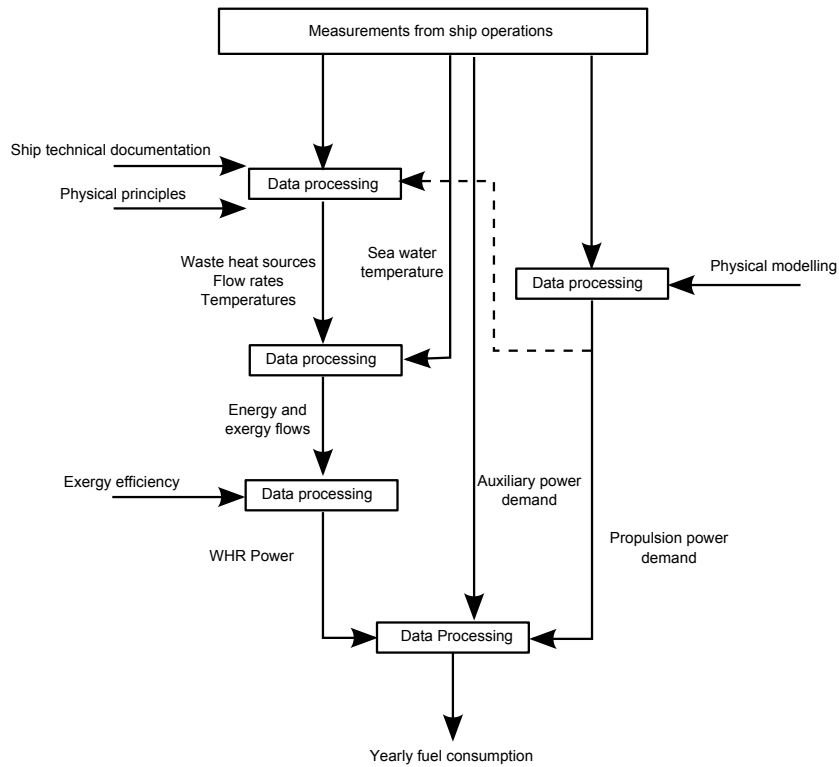 Measurements from ship operations
Ship technical documentation
Data processing
Physical principles
Waste heat sources
Flow rates
Temperatures
Sea water
temperature
Physical modelling
Data processing
Data processing
Energy and
exergy flows
Exergy efficiency
Data processing
Auxiliary power
demand
WHR Power
Propulsion power
demand
Data Processing
Yearly fuel consumption